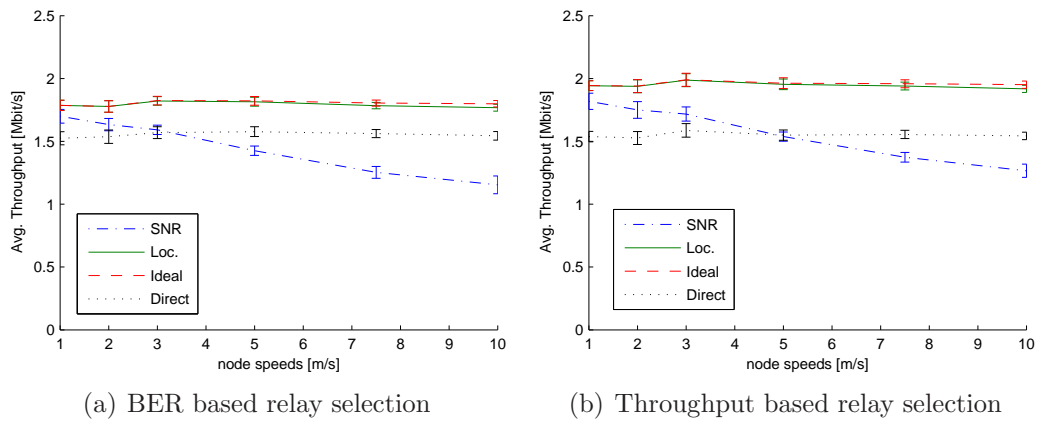 2.5
2
1.5
1
0.5
0
Avg. Throughput [Mbit/s]
SNR
Loc.
Ideal
Direct
1 2 3 4 5 6 7 8 9 10
node speeds [m/s]
(a) BER based relay selection
2.5
2
1.5
1
0.5
0
Avg. Throughput [Mbit/s]
SNR
Loc.
Ideal
Direct
1 2 3 4 5 6 7 8 9 10
node speeds [m/s]
(b) Throughput based relay selection